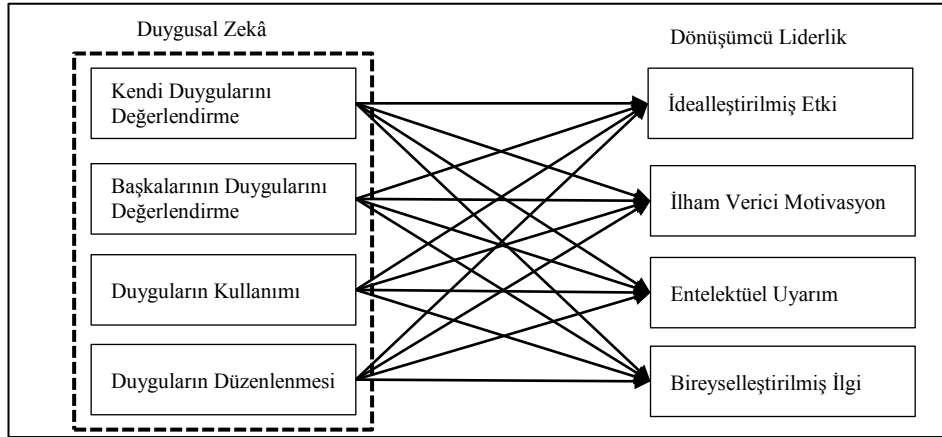 Duygusal Zekâ
Kendi Duygularını
Değerlendirme
Başkalarının Duygularını
Değerlendirme
Duyguların Kullanımı
Duyguların Düzenlenmesi
Dönüşümcü Liderlik
İdealleştirilmiş Etki
İlham Verici Motivasyon
Entelektüel Uyarım
Bireyselleştirilmiş İlgi